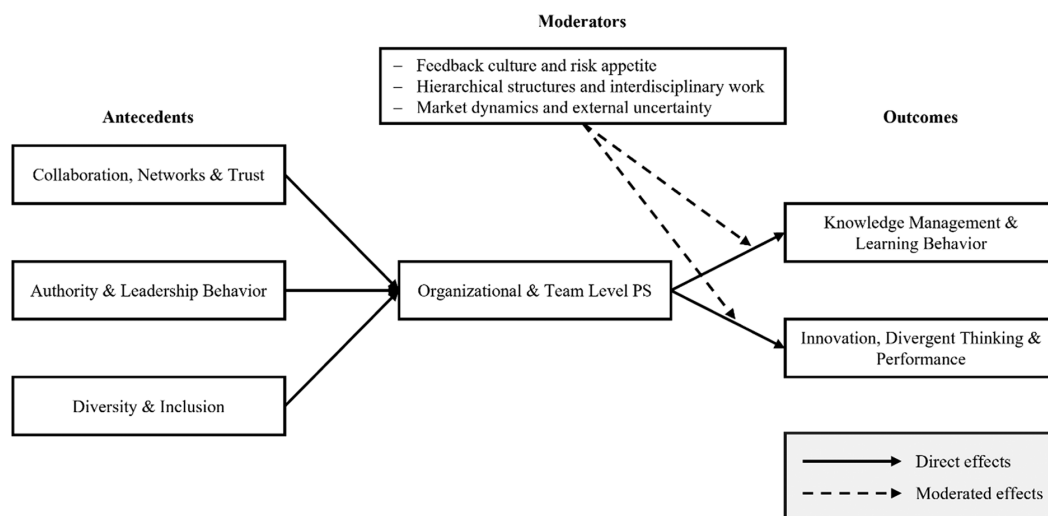 Moderators
– Feedback culture and risk appetite
– Hierarchical structures and interdisciplinary work
– Market dynamics and external uncertainty
Antecedents
Outcomes
Collaboration, Networks & Trust
Authority & Leadership Behavior
Diversity & Inclusion
Organizational & Team Level PS
Knowledge Management &
Learning Behavior
Innovation, Divergent Thinking &
Performance
Direct effects
Moderated effects